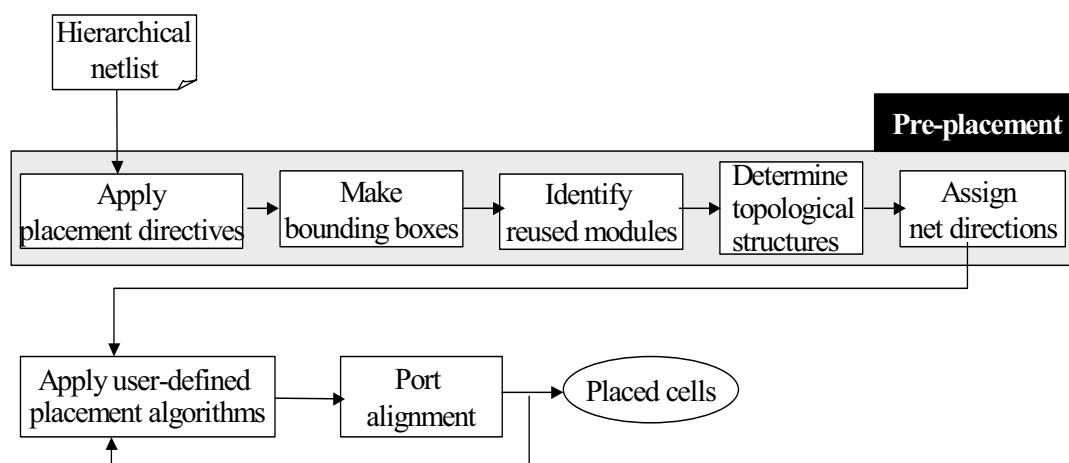 Hierarchical
netlist
Pre-placement
Apply
placement directives
Make
bounding boxes
Identify
reused modules
Determine
topological
structures
Assign
net directions
Apply user-defined
placement algorithms
Port
alignment
Placed cells